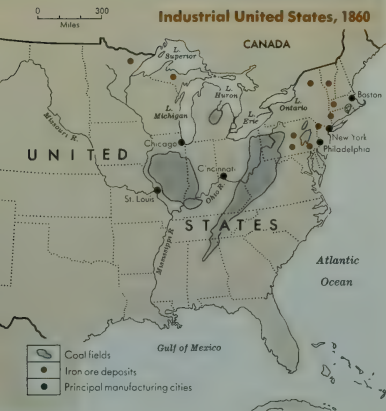 Industrial United States, 1860
0 300
Miles
CANADA
L.
Superior
L.
Huron
L.
Michigan
L.
Ontario
L.
Erie
Boston
New York
Philadelphia
Chicago
Cincinnati
St. Louis
Missouri R.
Ohio R.
Mississippi R.
UNITED
STATES
Atlantic
Ocean
Gulf of Mexico
Coal fields
Iron ore deposits
Principal manufacturing cities